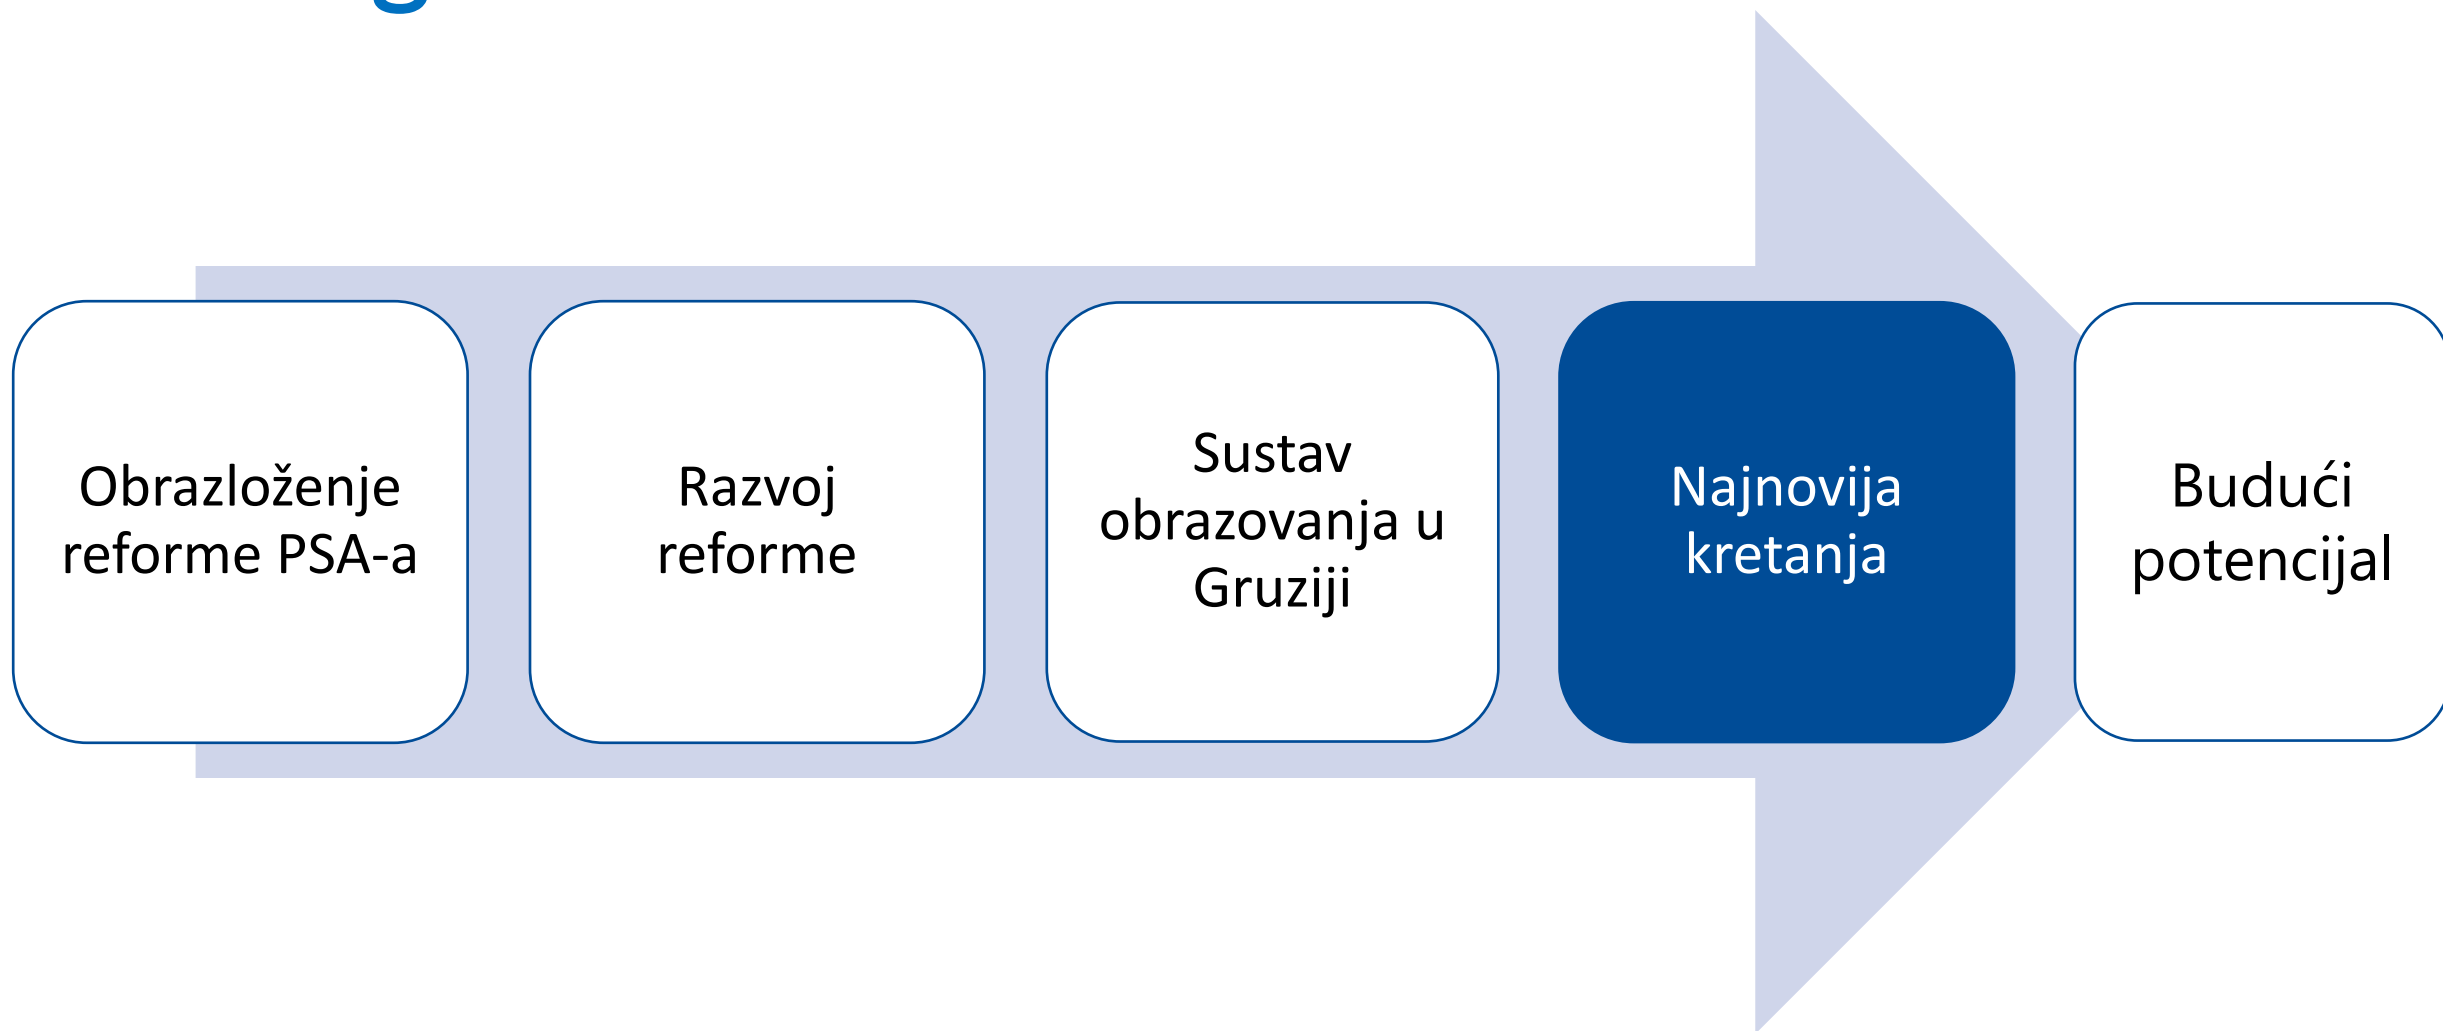 Obrazloženje
reforme PSA-a
Razvoj
reforme
Sustav
obrazovanja u
Gruziji
Najnovija
kretanja
Budući
potencijal